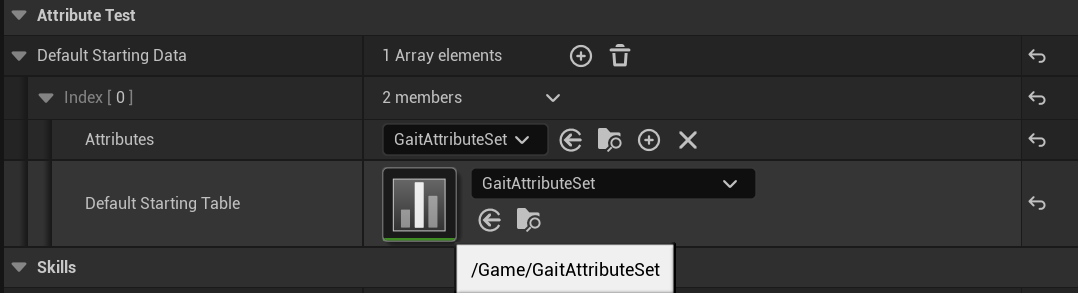 Attribute Test
Default Starting Data 1 Array elements
Index [ 0 ] 2 members
Attributes GaitAttributeSet
Default Starting Table GaitAttributeSet
/Game/GaitAttributeSet
Skills